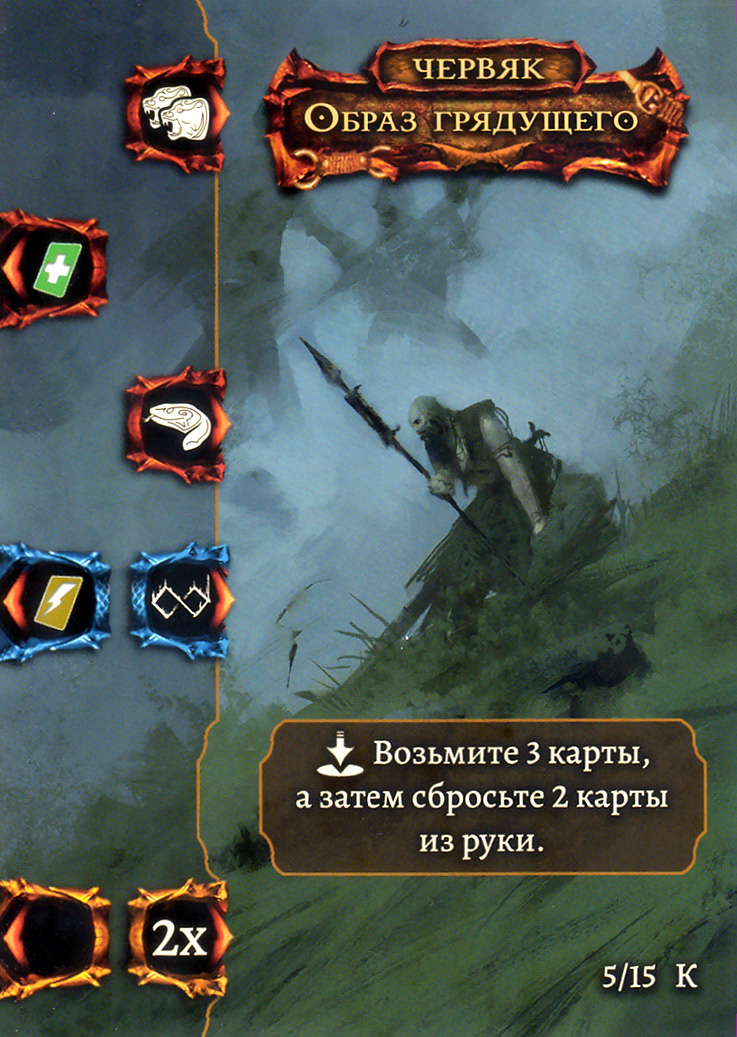 ЧЕРВЯК
ОБРАЗ ГРЯДУЩЕГО
Возьмите 3 карты,
а затем сбросьте 2 карты
из руки.
2x
5/15 К